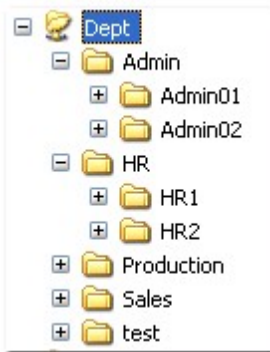 Dept
Admin
Admin01
Admin02
HR
HR1
HR2
Production
Sales
test